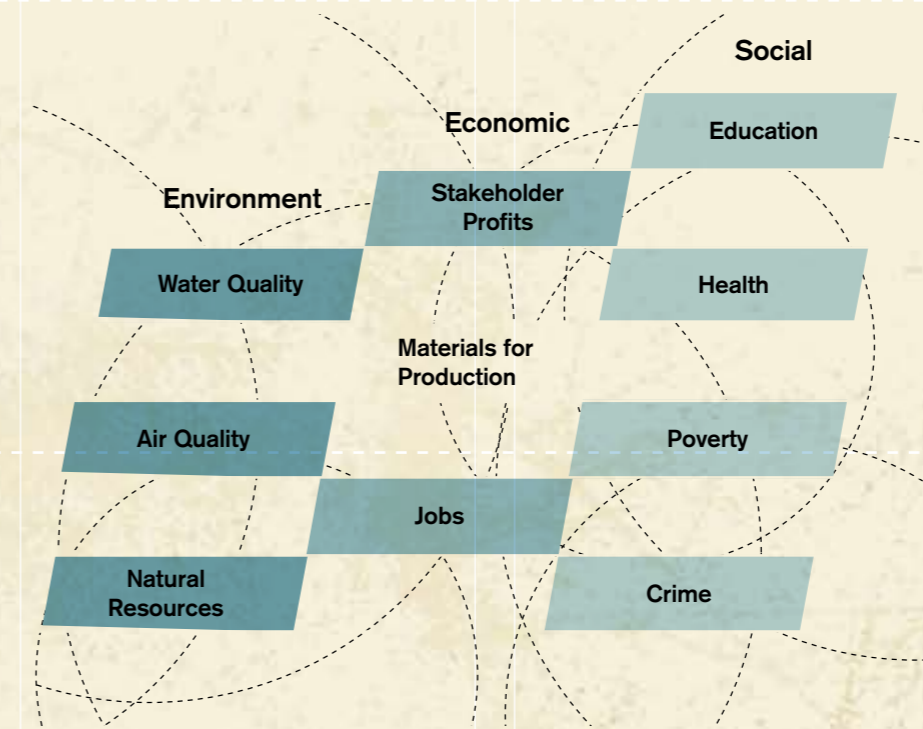 Social
Economic
Education
Environment
Stakeholder
Profits
Water Quality
Health
Materials for
Production
Air Quality
Poverty
Jobs
Natural
Resources
Crime